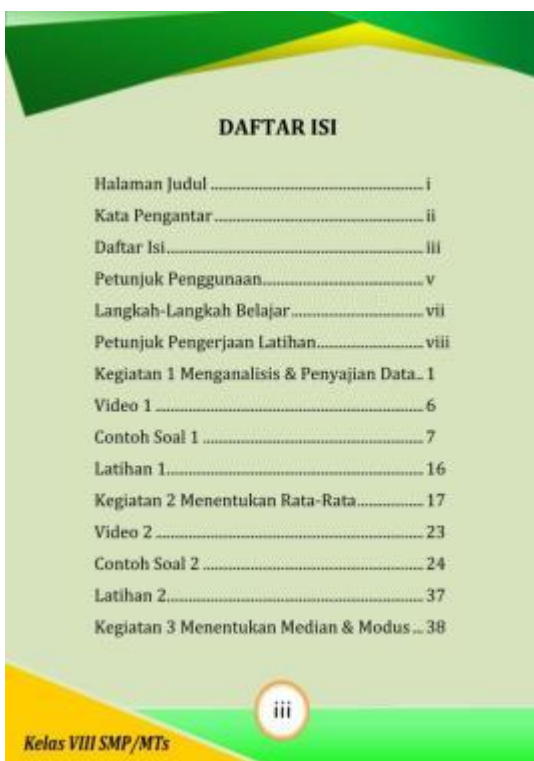 DAFTAR ISI
Halaman Judul ........................................................ i
Kata Pengantar ....................................................... ii
Daftar Isi ................................................................. iii
Petunjuk Penggunaan ........................................... v
Langkah-Langkah Belajar ................................... vii
Petunjuk Pengerjaan Latihan ............................ viii
Kegiatan 1 Menganalisis & Penyajian Data .. 1
Video 1 ..................................................................... 6
Contoh Soal 1 ......................................................... 7
Latihan 1 .................................................................. 16
Kegiatan 2 Menentukan Rata-Rata ................. 17
Video 2 ..................................................................... 23
Contoh Soal 2 ......................................................... 24
Latihan 2 .................................................................. 37
Kegiatan 3 Menentukan Median & Modus ... 38
iii
Kelas VIII SMP/MTs